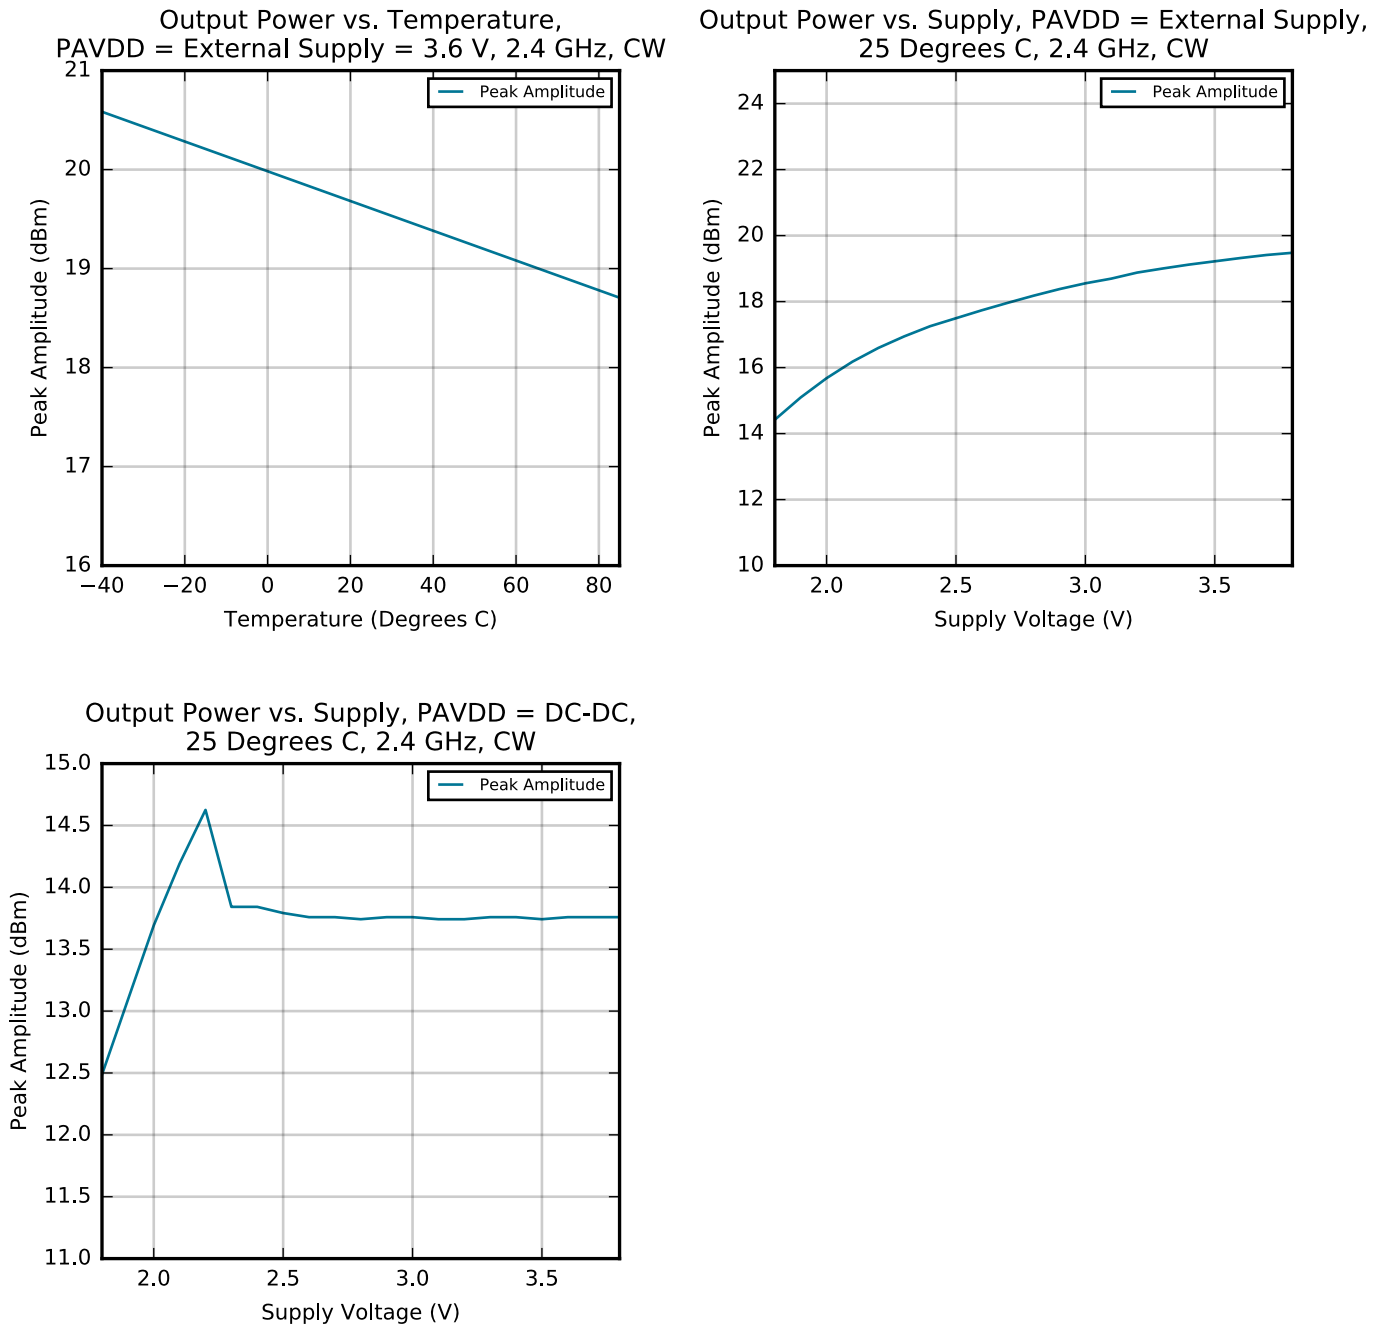 Output Power vs. Temperature,
PAVDD = External Supply = 3.6 V, 2.4 GHz, CW
Peak Amplitude
21
20
19
18
17
16
Peak Amplitude (dBm)
−40 −20 0 20 40 60 80
Temperature (Degrees C)
Output Power vs. Supply, PAVDD = External Supply,
25 Degrees C, 2.4 GHz, CW
Peak Amplitude
24
22
20
18
16
14
12
10
Peak Amplitude (dBm)
2.0 2.5 3.0 3.5
Supply Voltage (V)
Output Power vs. Supply, PAVDD = DC-DC,
25 Degrees C, 2.4 GHz, CW
Peak Amplitude
15.0
14.5
14.0
13.5
13.0
12.5
12.0
11.5
11.0
Peak Amplitude (dBm)
2.0 2.5 3.0 3.5
Supply Voltage (V)